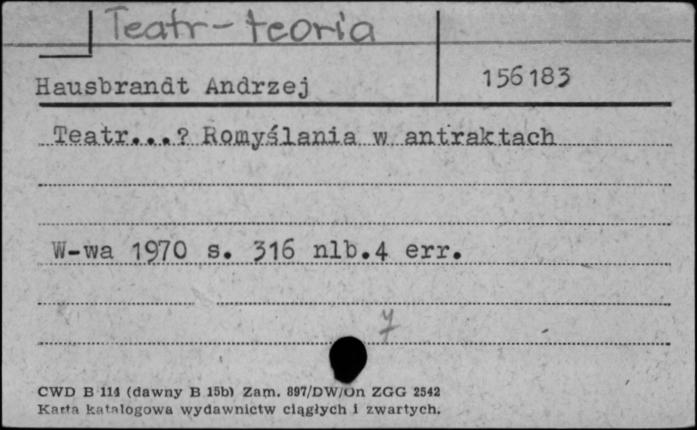 Teatr - teoria
Hausbrandt Andrzej
156183
Teatr...? Romyślania w antraktach
W-wa 1970 s. 316 nlb.4 err.
7
CWD B 114 (dawny B 15b) Zam. 897/DW/On ZGG 2542
Karta katalogowa wydawnictw ciągłych i zwartych.